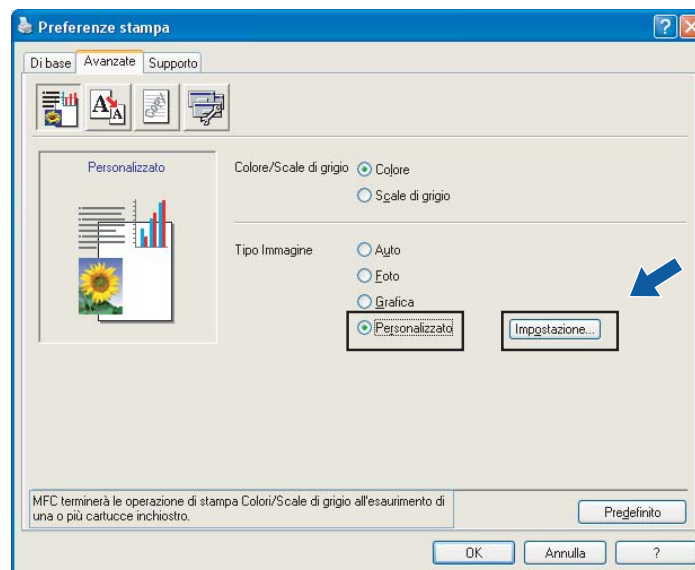 Preferenze stampa
Di base Avanzate Supporto
Personalizzato
Colore/Scale di grigio
Colore
Scale di grigio
Tipo Immagine
Auto
Foto
Grafica
Personalizzato
Impostazione...
MFC terminerà le operazione di stampa Colori/Scale di grigio all'esaurimento di
una o più cartucce inchiostro.
Predefinito
OK Annulla ?